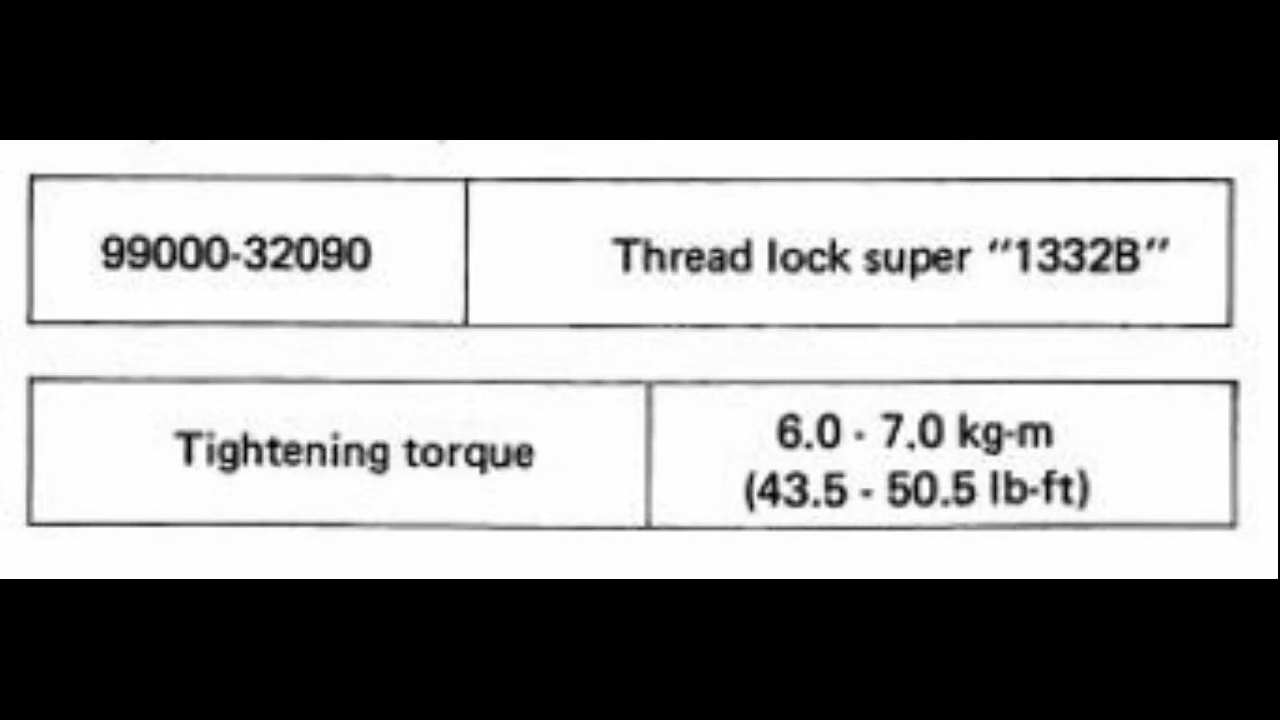 99000-32090
Thread lock super "1332B"
Tightening torque
6.0 - 7.0 kg-m
(43.5 - 50.5 lb-ft)